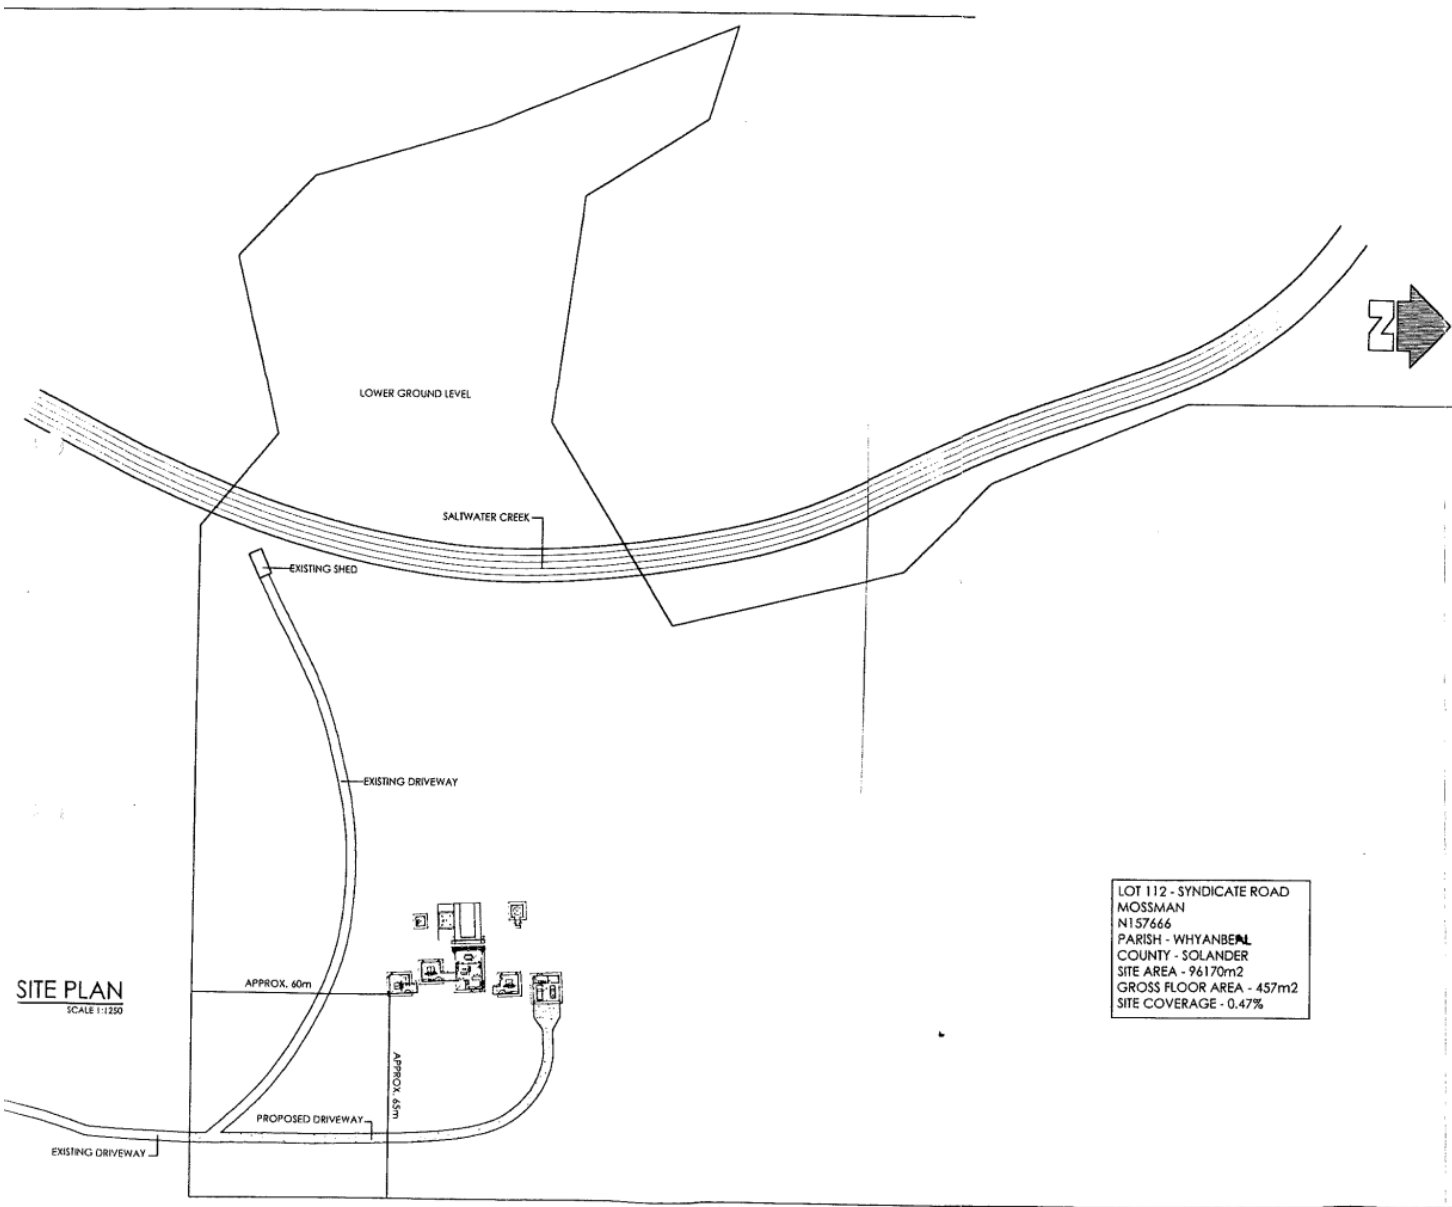 LOWER GROUND LEVEL
Z
SALTWATER CREEK
EXISTING SHED
EXISTING DRIVEWAY
LOT 112 - SYNDICATE ROAD
MOSSMAN
N157666
PARISH - WHYANBEAL
COUNTY - SOLANDER
SITE AREA - 96170m2
GROSS FLOOR AREA - 457m2
SITE COVERAGE - 0.47%
SITE PLAN
SCALE 1:1250
APPROX. 60m
APPROX. 65m
PROPOSED DRIVEWAY
EXISTING DRIVEWAY